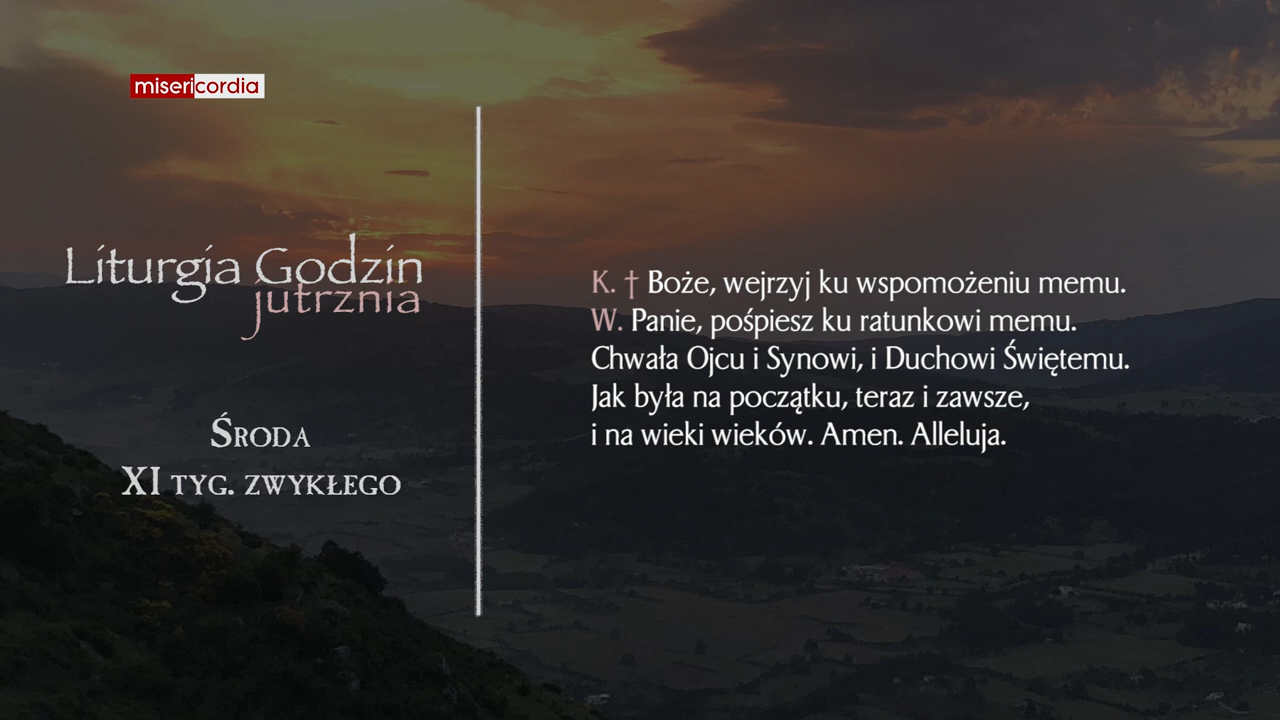 misericordia
Liturgia Godzin
jutrznia
Środa
XI tyg. zwykłego
K. † Boże, wejrzyj ku wspomożeniu memu.
W. Panie, pośpiesz ku ratunkowi memu.
Chwała Ojcu i Synowi, i Duchowi Świętemu.
Jak była na początku, teraz i zawsze,
i na wieki wieków. Amen. Alleluja.